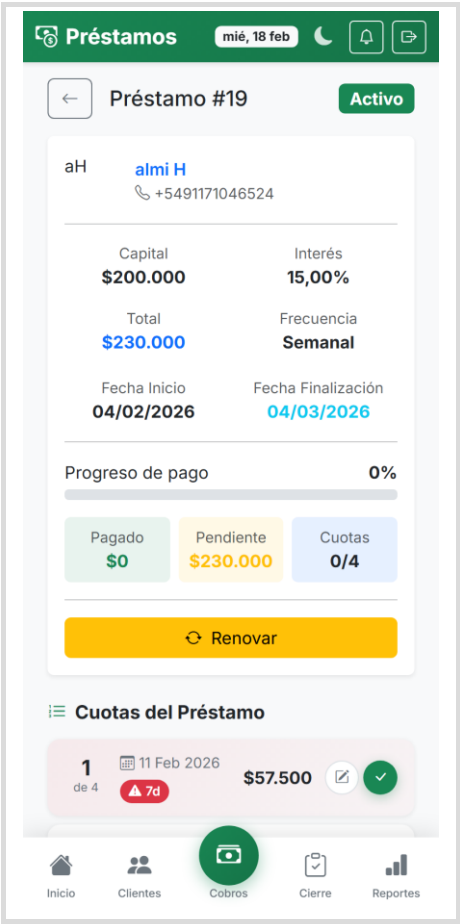 Préstamos mié, 18 feb
Préstamo #19 Activo
aH almi H
+5491171046524
Capital Interés
$200.000 15,00%
Total Frecuencia
$230.000 Semanal
Fecha Inicio Fecha Finalización
04/02/2026 04/03/2026
Progreso de pago 0%
Pagado Pendiente Cuotas
$0 $230.000 0/4
Renovar
Cuotas del Préstamo
1 11 Feb 2026 $57.500
de 4 7d
Inicio Clientes Cobros Cierre Reportes